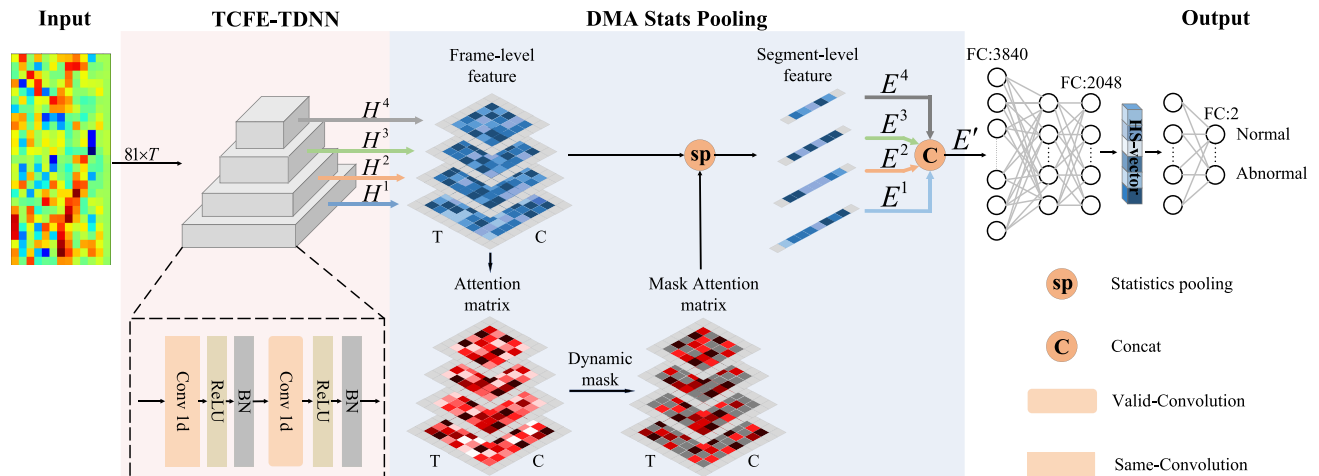 Input
TCFE-TDNN
DMA Stats Pooling
Output
81×T
H⁴
H³
H²
H¹
Frame-level
feature
T
C
Segment-level
feature
sp
E⁴
E³
E²
E¹
C
E′
FC:3840
FC:2048
HS-vector
FC:2
Normal
Abnormal
Attention
matrix
Mask Attention
matrix
Dynamic
mask
T
C
T
C
Conv 1d
ReLU
BN
Conv 1d
ReLU
BN
sp
Statistics pooling
C
Concat
Valid-Convolution
Same-Convolution